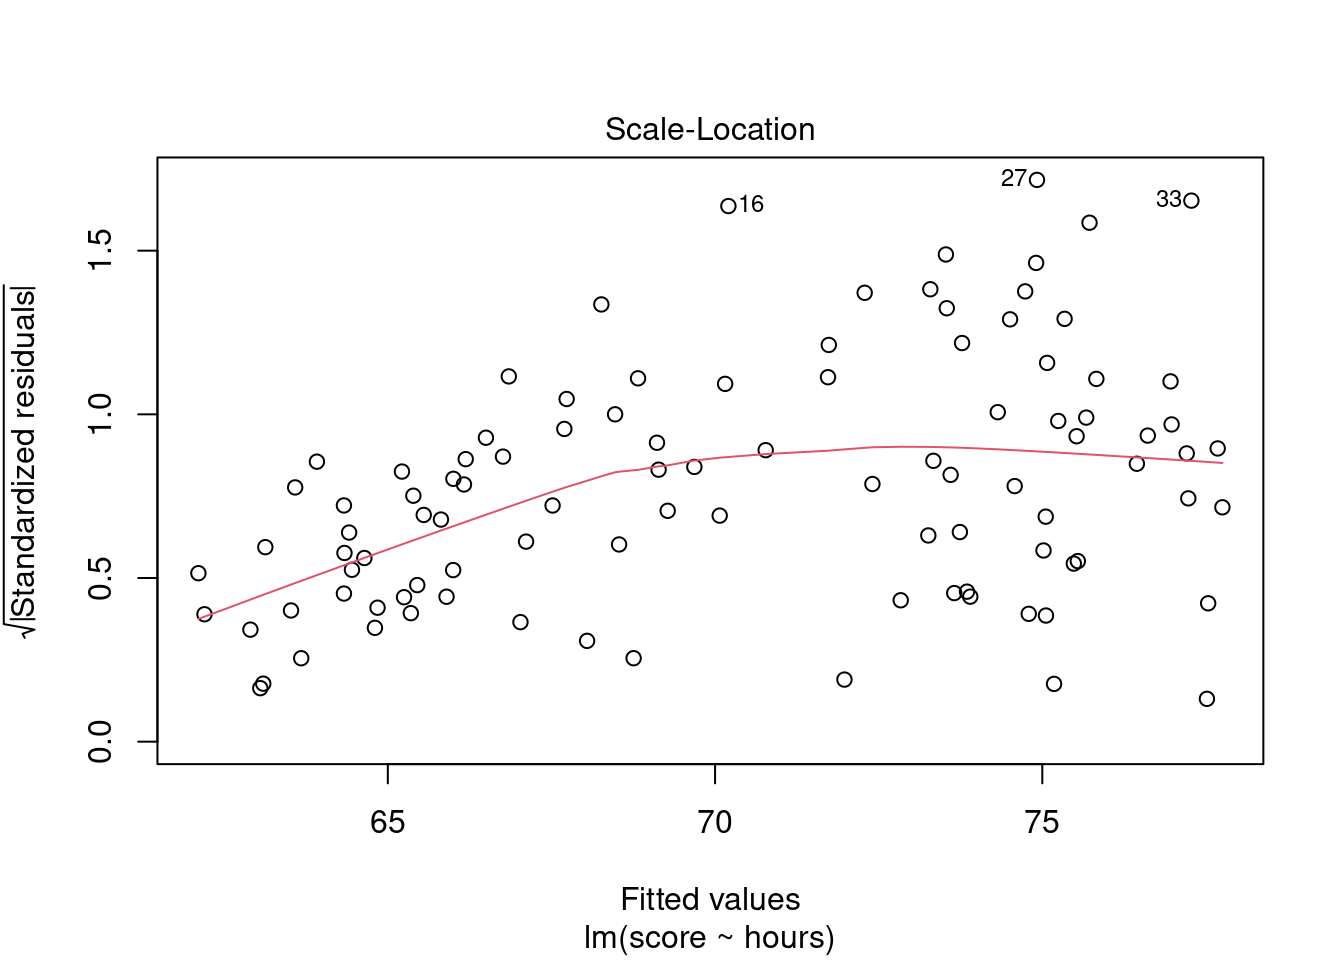 Scale-Location
27
33
16
1.5
1.0
0.5
0.0
√|Standardized residuals|
65 70 75
Fitted values
lm(score ~ hours)